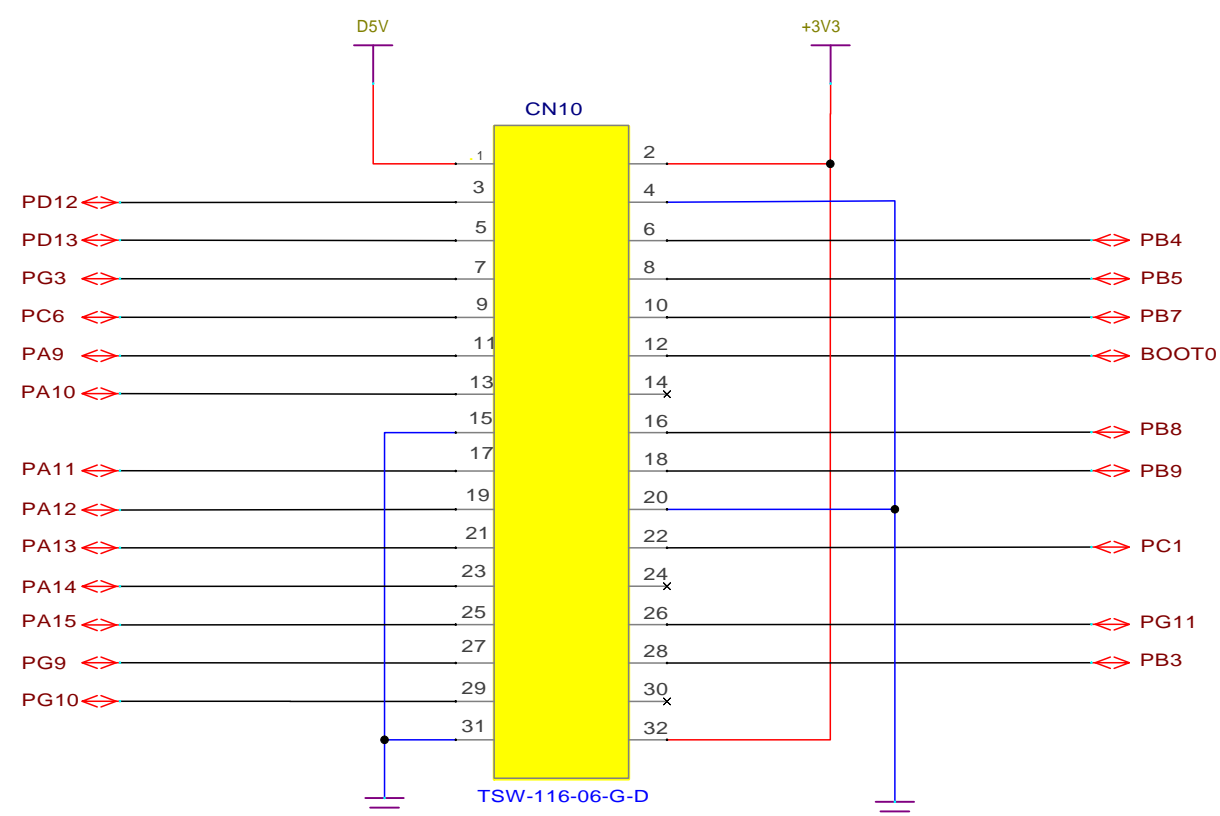 D5V +3V3
CN10
1 2
PD12 3 4
PD13 5 6 PB4
PG3 7 8 PB5
PC6 9 10 PB7
PA9 11 12 BOOT0
PA10 13 14
15 16 PB8
PA11 17 18 PB9
PA12 19 20
PA13 21 22 PC1
PA14 23 24
PA15 25 26 PG11
PG9 27 28 PB3
PG10 29 30
31 32
TSW-116-06-G-D